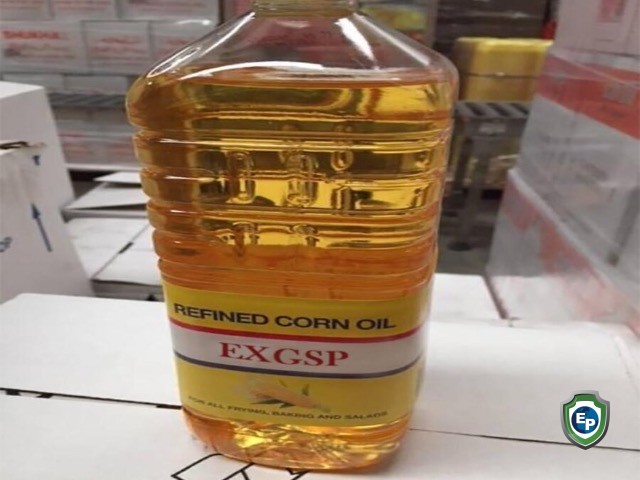 REFINED CORN OIL
EXGSP
FOR ALL FRYING, BAKING AND SALADS
EP